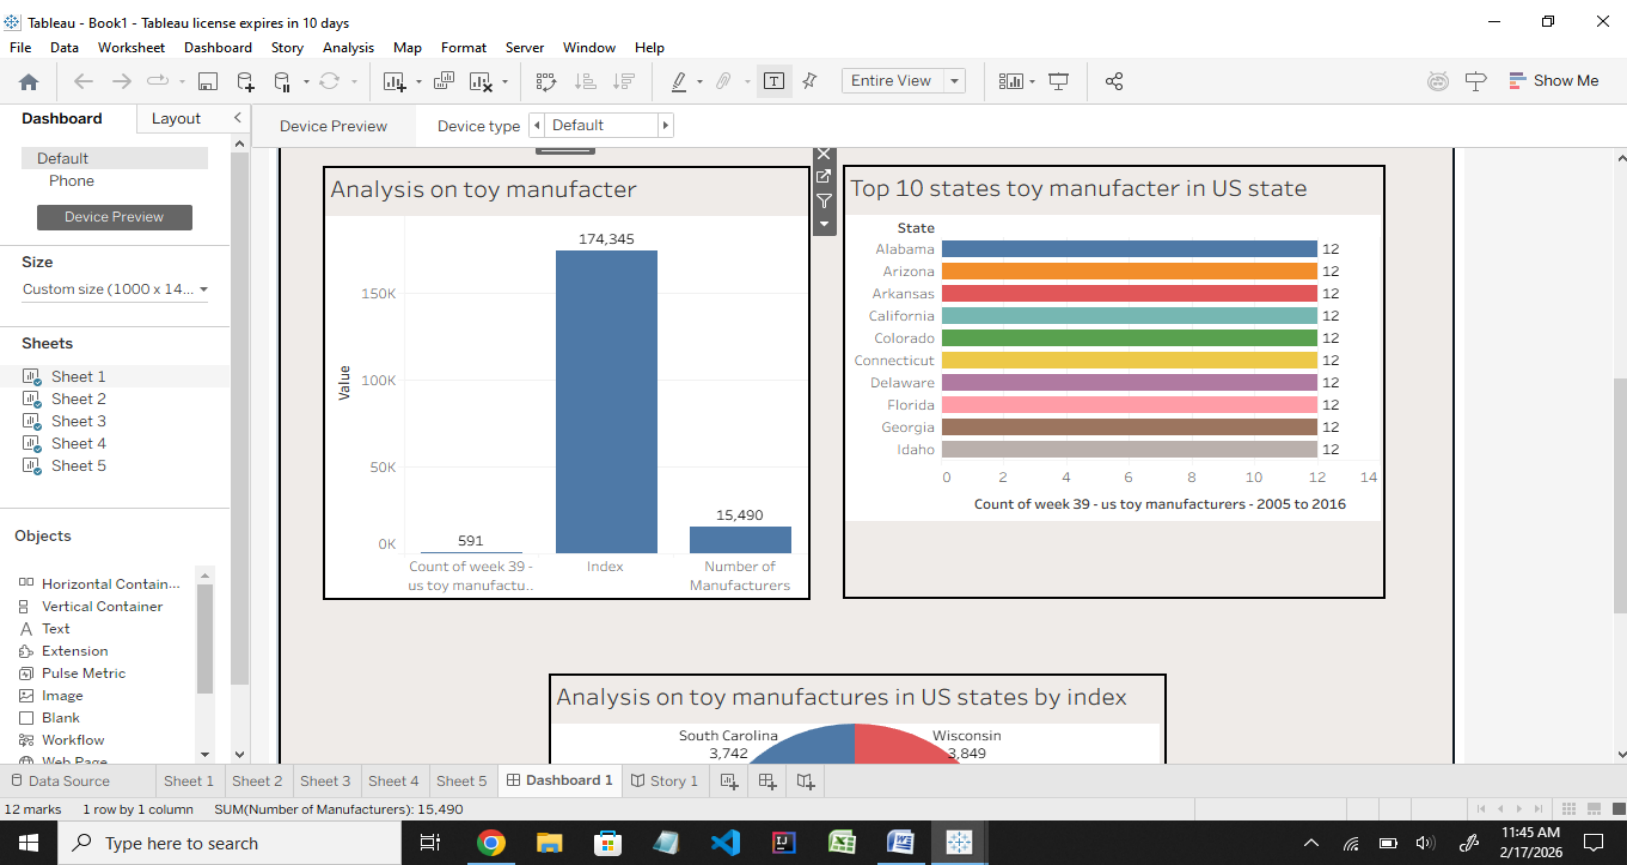 Tableau - Book1 - Tableau license expires in 10 days
File Data Worksheet Dashboard Story Analysis Map Format Server Window Help
Entire View
Show Me
Dashboard Layout
Device Preview Device type Default
Default
Phone
Device Preview
Size
Custom size (1000 x 14...
Sheets
Sheet 1
Sheet 2
Sheet 3
Sheet 4
Sheet 5
Objects
Horizontal Contain...
Vertical Container
Text
Extension
Pulse Metric
Image
Blank
Workflow
Web Page
Analysis on toy manufacter
174,345
150K
100K
50K
0K
Value
591
15,490
Count of week 39 -
us toy manufactu..
Index
Number of
Manufacturers
Top 10 states toy manufacter in US state
State
Alabama 12
Arizona 12
Arkansas 12
California 12
Colorado 12
Connecticut 12
Delaware 12
Florida 12
Georgia 12
Idaho 12
0 2 4 6 8 10 12 14
Count of week 39 - us toy manufacturers - 2005 to 2016
Analysis on toy manufactures in US states by index
South Carolina
3,742
Wisconsin
3,849
Data Source Sheet 1 Sheet 2 Sheet 3 Sheet 4 Sheet 5 Dashboard 1 Story 1
12 marks 1 row by 1 column SUM(Number of Manufacturers): 15,490
Type here to search
11:45 AM
2/17/2026